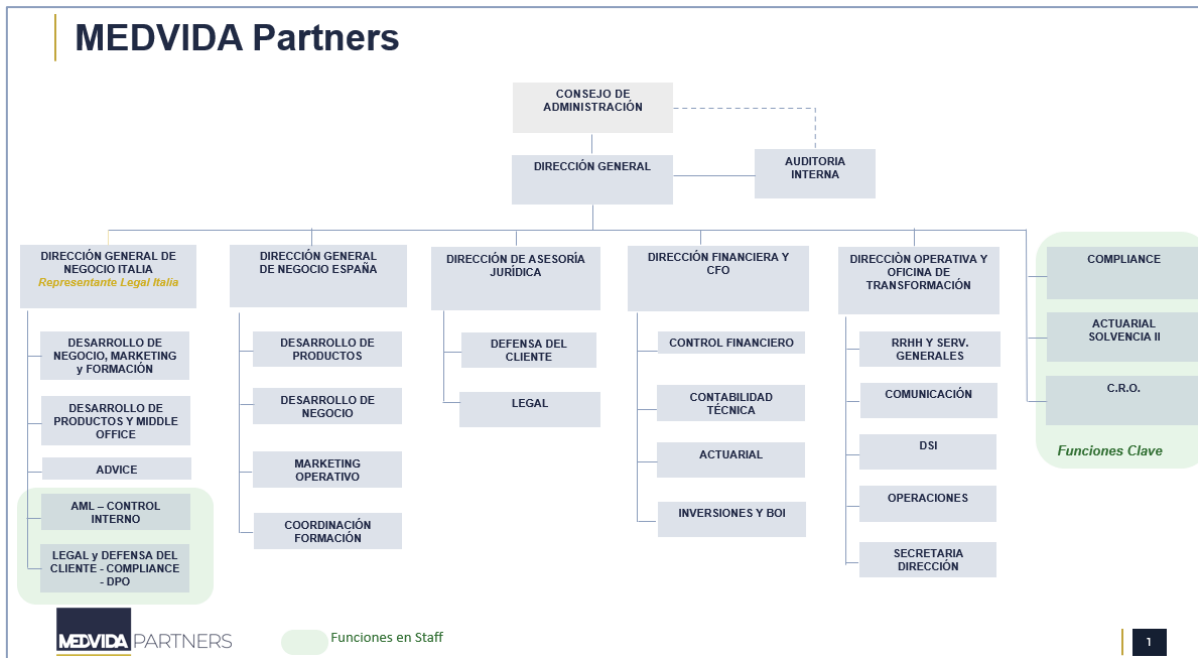 MEDVIDA Partners
CONSEJO DE
ADMINISTRACIÓN
DIRECCIÓN GENERAL
AUDITORIA
INTERNA
DIRECCIÓN GENERAL DE
NEGOCIO ITALIA
Representante Legal Italia
DESARROLLO DE
NEGOCIO, MARKETING
y FORMACIÓN
DESARROLLO DE
PRODUCTOS Y MIDDLE
OFFICE
ADVICE
AML – CONTROL
INTERNO
LEGAL y DEFENSA DEL
CLIENTE - COMPLIANCE
- DPO
DIRECCIÓN GENERAL
DE NEGOCIO ESPAÑA
DESARROLLO DE
PRODUCTOS
DESARROLLO DE
NEGOCIO
MARKETING
OPERATIVO
COORDINACIÓN
FORMACIÓN
DIRECCIÓN DE ASESORÍA
JURÍDICA
DEFENSA DEL
CLIENTE
LEGAL
DIRECCIÓN FINANCIERA Y
CFO
CONTROL FINANCIERO
CONTABILIDAD
TÉCNICA
ACTUARIAL
INVERSIONES Y BOI
DIRECCIÒN OPERATIVA Y
OFICINA DE
TRANSFORMACIÓN
RRHH Y SERV.
GENERALES
COMUNICACIÓN
DSI
OPERACIONES
SECRETARIA
DIRECCIÓN
COMPLIANCE
ACTUARIAL
SOLVENCIA II
C.R.O.
Funciones Clave
MEDVIDA PARTNERS
Funciones en Staff
1